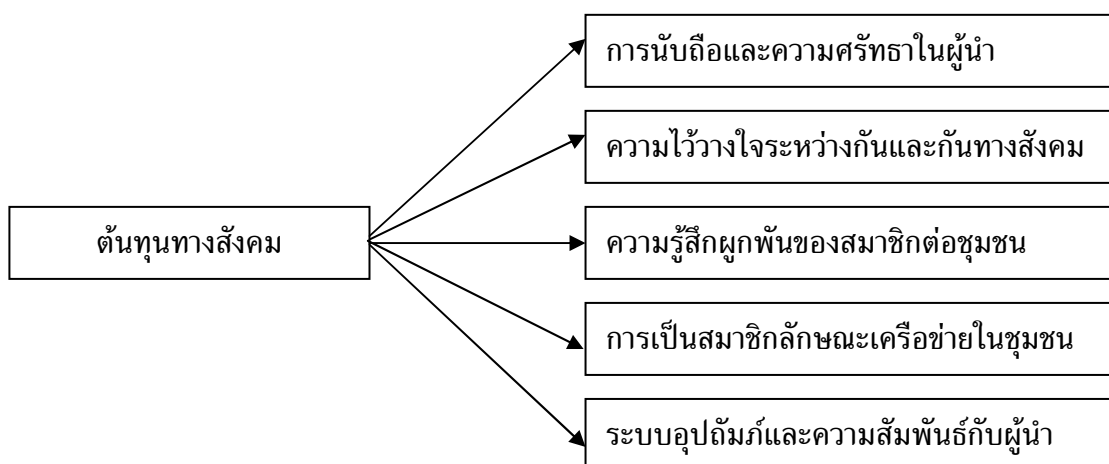 การนับถือและความศรัทธาในผู้นำ
ความไว้วางใจระหว่างกันและกันทางสังคม
ต้นทุนทางสังคม
ความรู้สึกผูกพันของสมาชิกต่อชุมชน
การเป็นสมาชิกลักษณะเครือข่ายในชุมชน
ระบบอุปถัมภ์และความสัมพันธ์กับผู้นำ